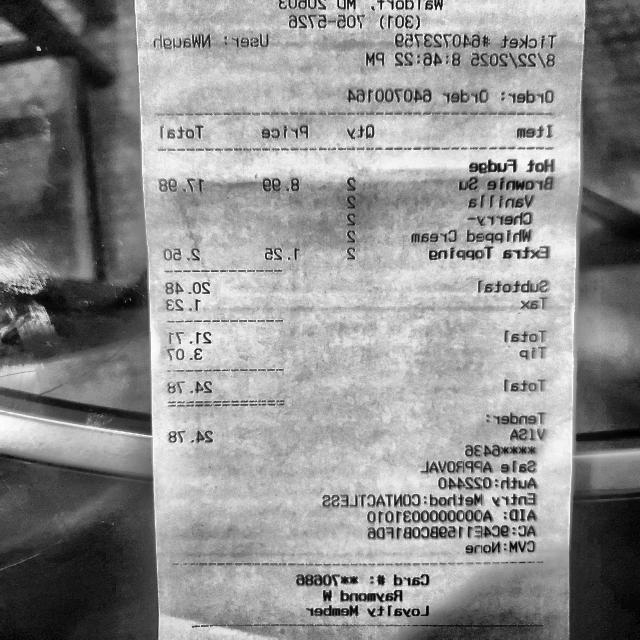 Waldorf, MD 20603
(301) 705-5726
Ticket #640723759 User: NWaugh
8/22/2025 8:46:22 PM
Order: Order 640700164
Item Qty Price Total
Hot Fudge
Brownie Su 2 8.99 17.98
Vanilla 2
Cherry- 2
Whipped Cream 2
Extra Topping 2 1.25 2.50
Subtotal 20.48
Tax 1.23
Total 21.71
Tip 3.07
Total 24.78
Tender:
VISA 24.78
****6436
Sale APPROVAL
Auth:022440
Entry Method:CONTACTLESS
AID: A0000000031010
AC:9C4E1159BC0B1FD6
CVM:None
Card #: **70686
Raymond W
Loyalty Member